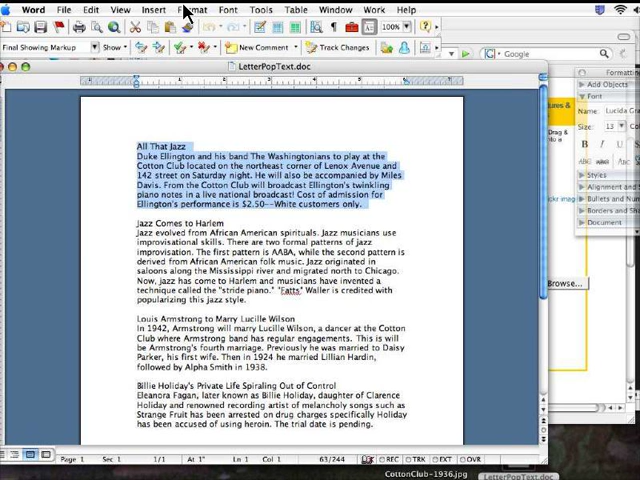 Word File Edit View Insert Format Font Tools Table Window Work Help
100%
Final Showing Markup Show New Comment Track Changes
Google
LetterPopText.doc
Formatting
Add Objects
Font
Name: Lucida Gra
Size: 13
B I U
Styles
Alignment and
Bullets and Num
Borders and Sha
Document
Browse...
All That Jazz
Duke Ellington and his band The Washingtonians to play at the
Cotton Club located on the northeast corner of Lenox Avenue and
142 street on Saturday night. He will also be accompanied by Miles
Davis. From the Cotton Club will broadcast Ellington's twinkling
piano notes in a live national broadcast! Cost of admission for
Ellington's performance is $2.50--White customers only.
Jazz Comes to Harlem
Jazz evolved from African American spirituals. Jazz musicians use
improvisational skills. There are two formal patterns of jazz
improvisation. The first pattern is AABA, while the second pattern is
derived from African American folk music. Jazz originated in
saloons along the Mississippi river and migrated north to Chicago.
Now, jazz has come to Harlem and musicians have invented a
technique called the "stride piano." "Fatts" Waller is credited with
popularizing this jazz style.
Louis Armstrong to Marry Lucille Wilson
In 1942, Armstrong will marry Lucille Wilson, a dancer at the Cotton
Club where Armstrong band has regular engagements. This is will
be Armstrong's fourth marriage. Previously he was married to Daisy
Parker, his first wife. Then in 1924 he married Lillian Hardin,
followed by Alpha Smith in 1938.
Billie Holiday's Private Life Spiraling Out of Control
Eleanora Fagan, later known as Billie Holiday, daughter of Clarence
Holiday and renowned recording artist of melancholy songs such as
Strange Fruit has been arrested on drug charges specifically Holiday
has been accused of using heroin. The trial date is pending.
Page 1 Sec 1 1/1 At 1" Ln 1 Col 1 63/244 REC TRK EXT OVR
CottonClub-1936.jpg
LetterPopText.doc